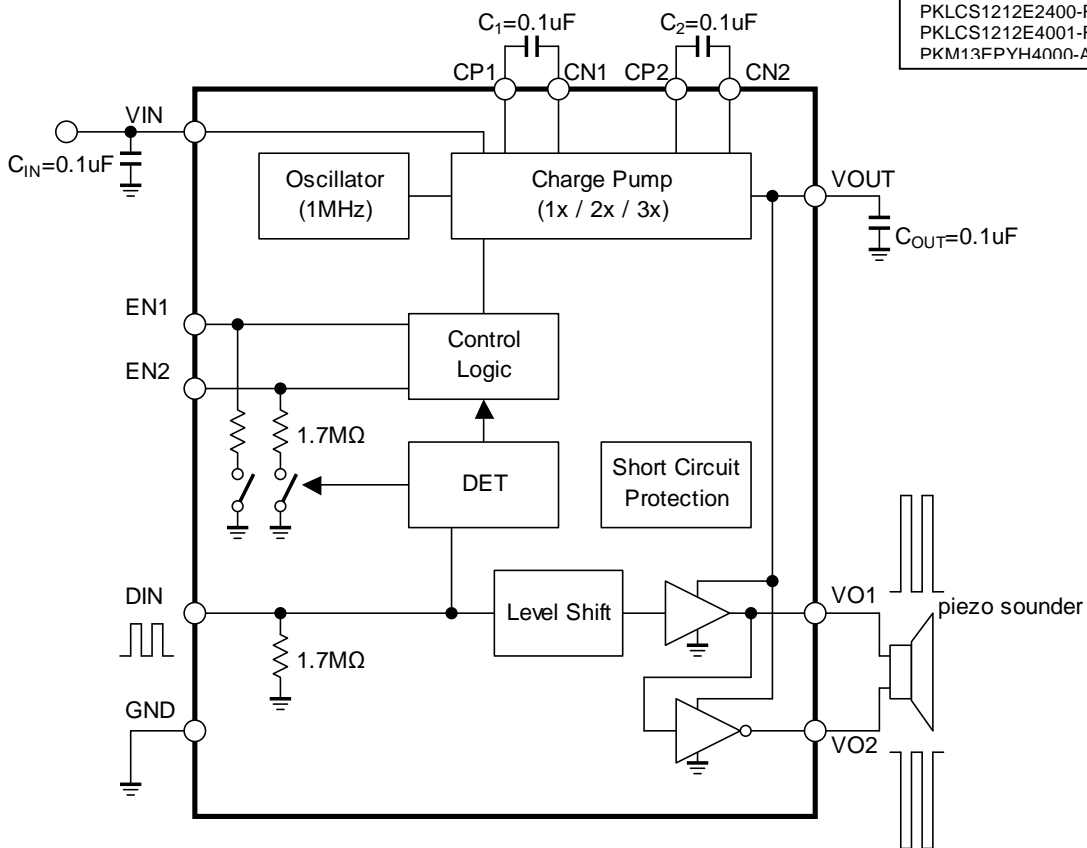 PKLCS1212E2400-
PKLCS1212E4001-
PKM13EPYH4000-A
C1=0.1uF
C2=0.1uF
CP1
CN1
CP2
CN2
VIN
CIN=0.1uF
Oscillator
(1MHz)
Charge Pump
(1x / 2x / 3x)
VOUT
COUT=0.1uF
EN1
EN2
Control
Logic
1.7MΩ
DET
Short Circuit
Protection
DIN
Level Shift
VO1
piezo sounder
1.7MΩ
GND
VO2